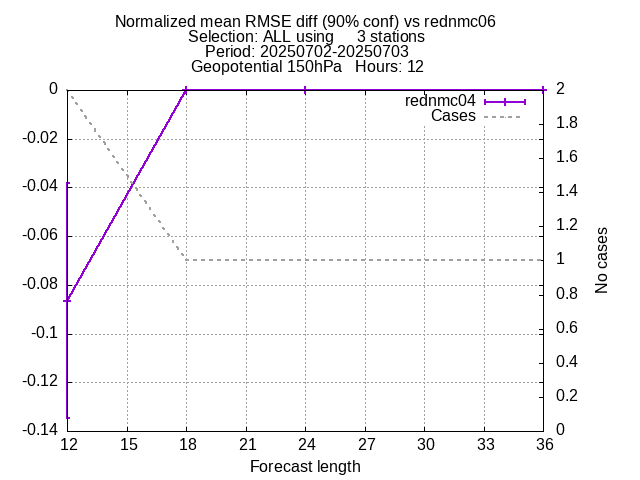 Normalized mean RMSE diff (90% conf) vs rednmc06
Selection: ALL using     3 stations
Period: 20250702-20250703
Geopotential 150hPa   Hours: 12
rednmc04
Cases
0
-0.02
-0.04
-0.06
-0.08
-0.1
-0.12
-0.14
2
1.8
1.6
1.4
1.2
1
0.8
0.6
0.4
0.2
0
No cases
12 15 18 21 24 27 30 33 36
Forecast length